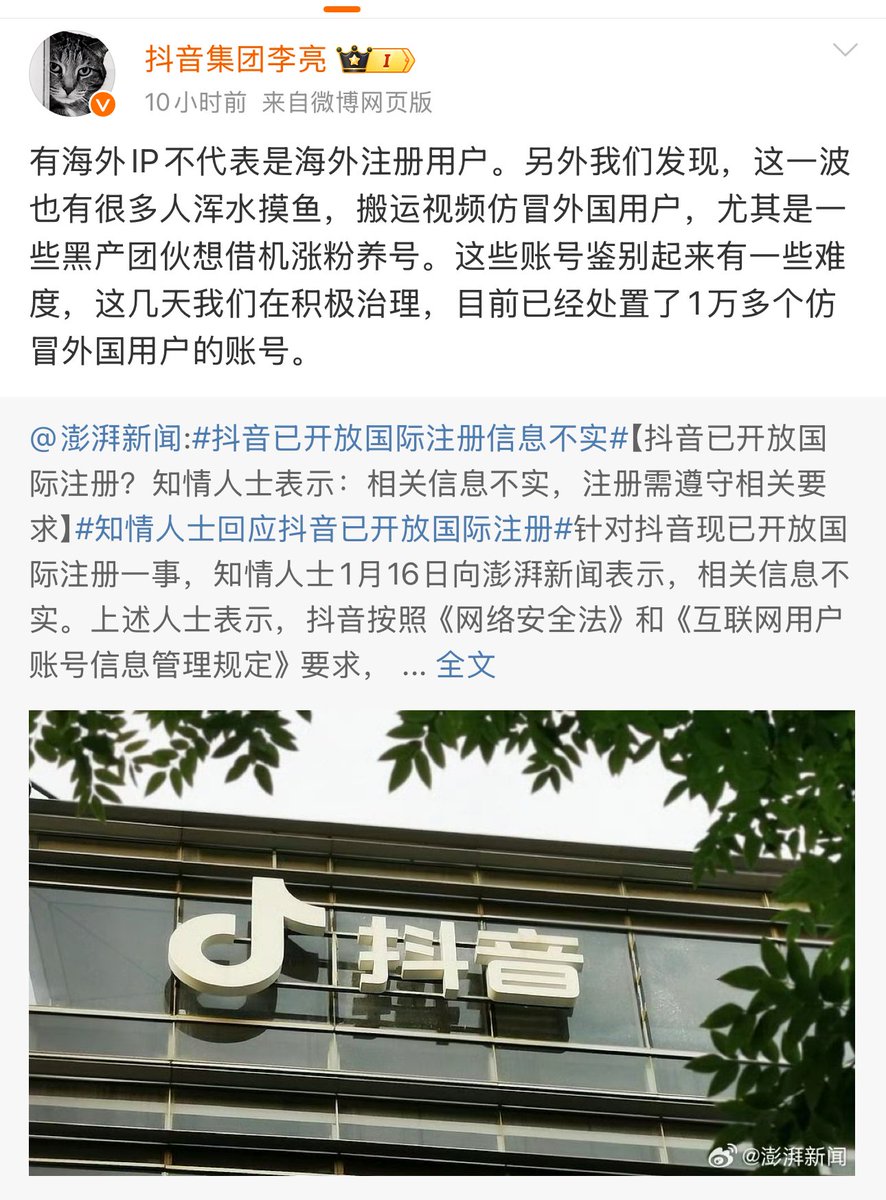 抖音集团李亮
I
10小时前 来自微博网页版
有海外IP不代表是海外注册用户。另外我们发现，这一波
也有很多人浑水摸鱼，搬运视频仿冒外国用户，尤其是一
些黑产团伙想借机涨粉养号。这些账号鉴别起来有一些难
度，这几天我们在积极治理，目前已经处置了1万多个仿
冒外国用户的账号。
@澎湃新闻:#抖音已开放国际注册信息不实#【抖音已开放国
际注册？知情人士表示：相关信息不实，注册需遵守相关要
求】#知情人士回应抖音已开放国际注册#针对抖音现已开放国
际注册一事，知情人士1月16日向澎湃新闻表示，相关信息不
实。上述人士表示，抖音按照《网络安全法》和《互联网用户
账号信息管理规定》要求， ... 全文
抖音
@澎湃新闻